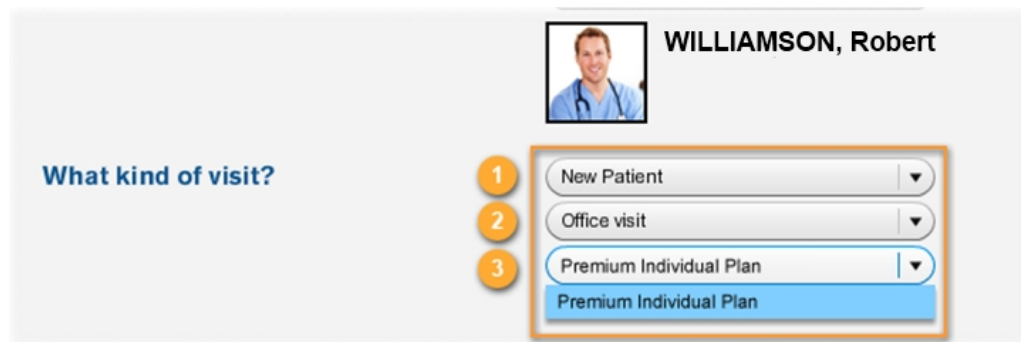 WILLIAMSON, Robert
What kind of visit?
1 New Patient
2 Office visit
3 Premium Individual Plan
Premium Individual Plan